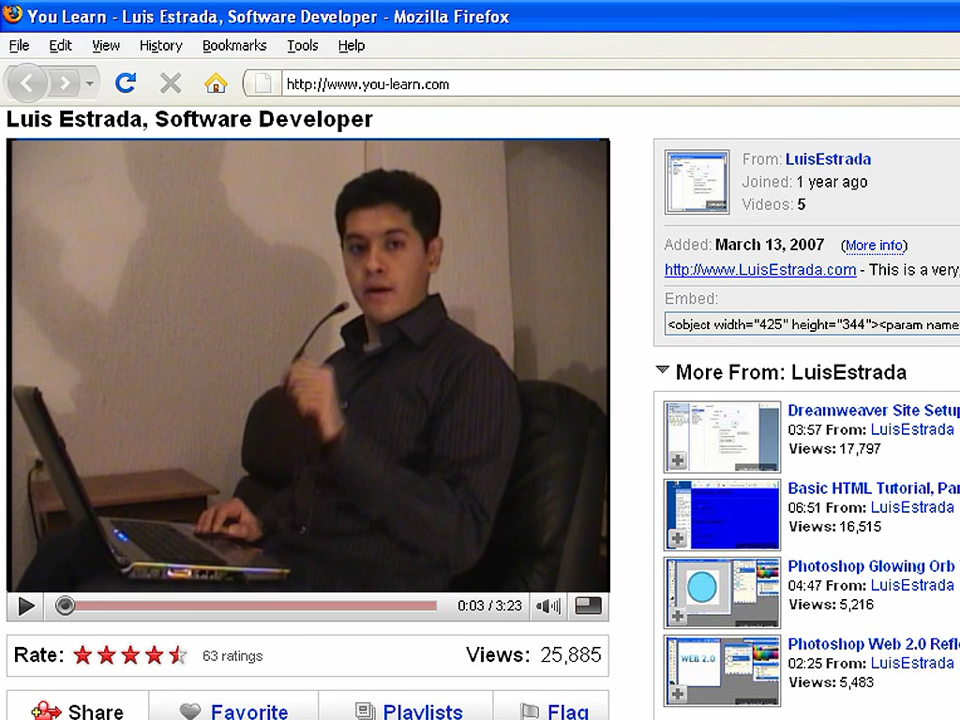 You Learn - Luis Estrada, Software Developer - Mozilla Firefox
File Edit View History Bookmarks Tools Help
http://www.you-learn.com
Luis Estrada, Software Developer
From: LuisEstrada
Joined: 1 year ago
Videos: 5
Added: March 13, 2007 (More info)
http://www.LuisEstrada.com - This is a very
Embed:
<object width="425" height="344"><param name
More From: LuisEstrada
Dreamweaver Site Setup
03:57 From: LuisEstrada
Views: 17,797
Basic HTML Tutorial, Par
06:51 From: LuisEstrada
Views: 16,515
Photoshop Glowing Orb
04:47 From: LuisEstrada
Views: 5,216
WEB 2.0
Photoshop Web 2.0 Refl
02:25 From: LuisEstrada
Views: 5,483
0:03 / 3:23
Rate: 63 ratings Views: 25,885
Share Favorite Playlists Flag